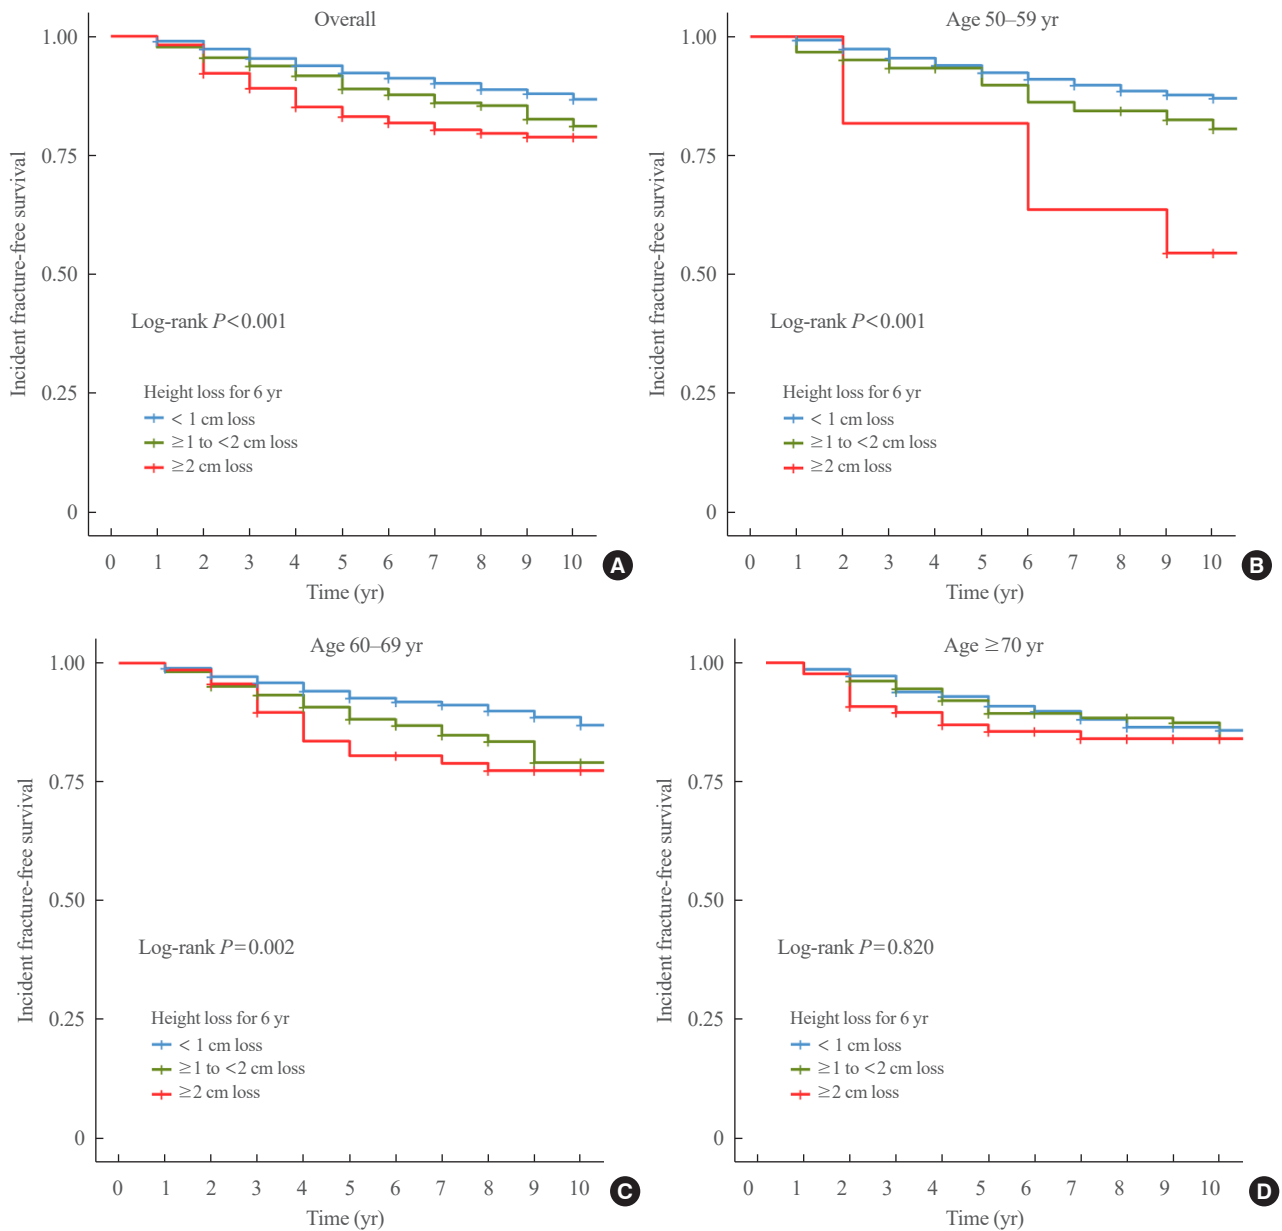 Overall
1.00
0.75
0.50
0.25
0
Incident fracture-free survival
Log-rank P<0.001
Height loss for 6 yr
< 1 cm loss
≥1 to <2 cm loss
≥2 cm loss
0 1 2 3 4 5 6 7 8 9 10
Time (yr)
A
Age 50–59 yr
1.00
0.75
0.50
0.25
0
Incident fracture-free survival
Log-rank P<0.001
Height loss for 6 yr
< 1 cm loss
≥1 to <2 cm loss
≥2 cm loss
0 1 2 3 4 5 6 7 8 9 10
Time (yr)
B
Age 60–69 yr
1.00
0.75
0.50
0.25
0
Incident fracture-free survival
Log-rank P=0.002
Height loss for 6 yr
< 1 cm loss
≥1 to <2 cm loss
≥2 cm loss
0 1 2 3 4 5 6 7 8 9 10
Time (yr)
C
Age ≥70 yr
1.00
0.75
0.50
0.25
0
Incident fracture-free survival
Log-rank P=0.820
Height loss for 6 yr
< 1 cm loss
≥1 to <2 cm loss
≥2 cm loss
0 1 2 3 4 5 6 7 8 9 10
Time (yr)
D